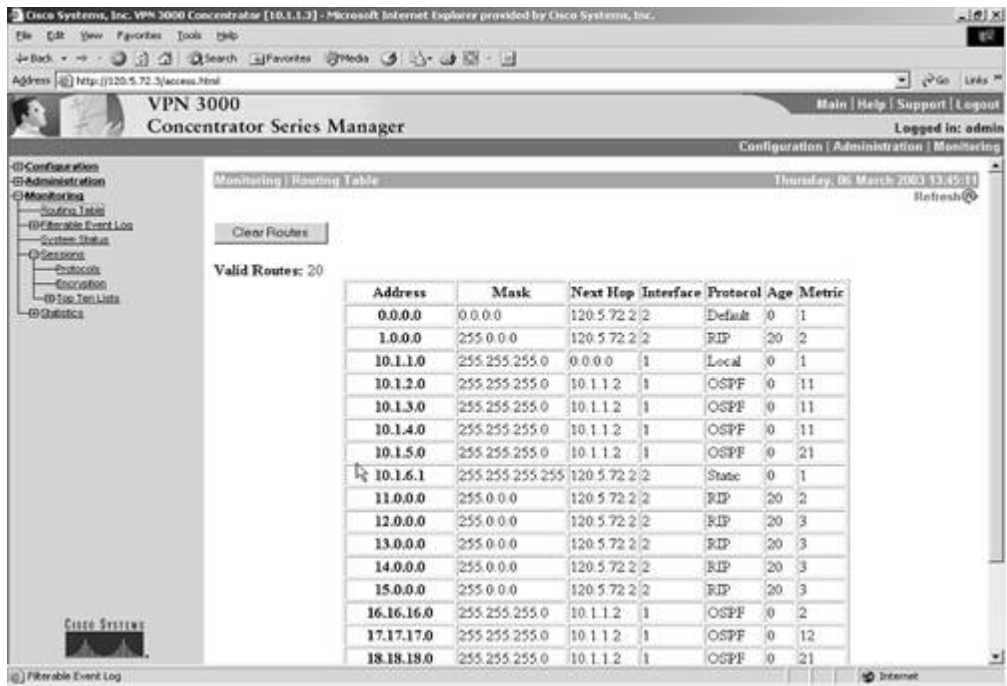 Cisco Systems, Inc. VPN 3000 Concentrator [10.1.1.3] - Microsoft Internet Explorer provided by Cisco Systems, Inc.
File Edit View Favorites Tools Help
Back Search Favorites Media
Address http://120.5.72.3/access.html Go Links
VPN 3000
Concentrator Series Manager
Main | Help | Support | Logout
Logged in: admin
Configuration | Administration | Monitoring
Configuration
Administration
Monitoring
Routing Table
Filterable Event Log
System Status
Sessions
Protocols
Encryption
Top Ten Lists
Statistics
CISCO SYSTEMS
Monitoring | Routing Table Thursday, 06 March 2003 13:45:11
Refresh
Clear Routes
Valid Routes: 20
Address Mask Next Hop Interface Protocol Age Metric
0.0.0.0 0.0.0.0 120.5.72.2 2 Default 0 1
1.0.0.0 255.0.0.0 120.5.72.2 2 RIP 20 2
10.1.1.0 255.255.255.0 0.0.0.0 1 Local 0 1
10.1.2.0 255.255.255.0 10.1.1.2 1 OSPF 0 11
10.1.3.0 255.255.255.0 10.1.1.2 1 OSPF 0 11
10.1.4.0 255.255.255.0 10.1.1.2 1 OSPF 0 11
10.1.5.0 255.255.255.0 10.1.1.2 1 OSPF 0 21
10.1.6.1 255.255.255.255 120.5.72.2 2 Static 0 1
11.0.0.0 255.0.0.0 120.5.72.2 2 RIP 20 2
12.0.0.0 255.0.0.0 120.5.72.2 2 RIP 20 3
13.0.0.0 255.0.0.0 120.5.72.2 2 RIP 20 3
14.0.0.0 255.0.0.0 120.5.72.2 2 RIP 20 3
15.0.0.0 255.0.0.0 120.5.72.2 2 RIP 20 3
16.16.16.0 255.255.255.0 10.1.1.2 1 OSPF 0 2
17.17.17.0 255.255.255.0 10.1.1.2 1 OSPF 0 12
18.18.18.0 255.255.255.0 10.1.1.2 1 OSPF 0 21
Filterable Event Log Internet